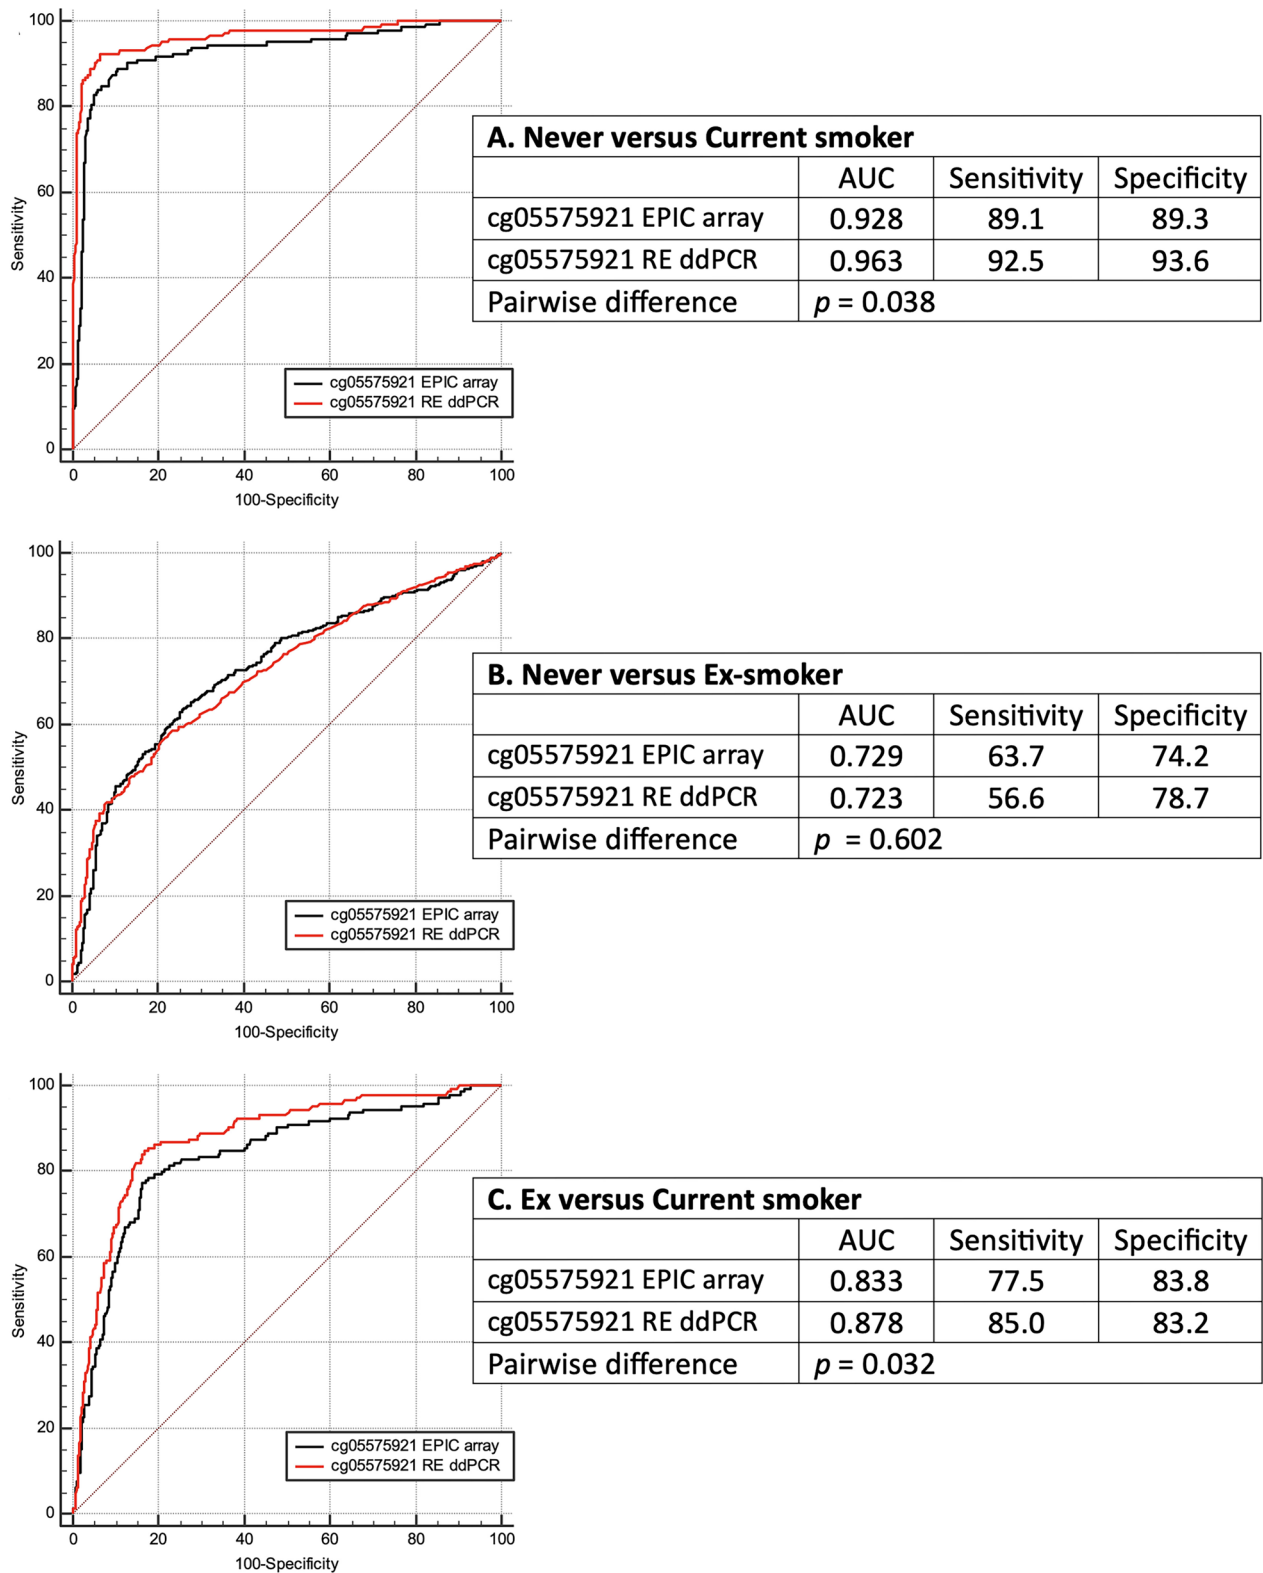 100
80
60
40
20
0
Sensitivity
0 20 40 60 80 100
100-Specificity
cg05575921 EPIC array
cg05575921 RE ddPCR
A. Never versus Current smoker
AUC Sensitivity Specificity
cg05575921 EPIC array 0.928 89.1 89.3
cg05575921 RE ddPCR 0.963 92.5 93.6
Pairwise difference p = 0.038
100
80
60
40
20
0
Sensitivity
0 20 40 60 80 100
100-Specificity
cg05575921 EPIC array
cg05575921 RE ddPCR
B. Never versus Ex-smoker
AUC Sensitivity Specificity
cg05575921 EPIC array 0.729 63.7 74.2
cg05575921 RE ddPCR 0.723 56.6 78.7
Pairwise difference p = 0.602
100
80
60
40
20
0
Sensitivity
0 20 40 60 80 100
100-Specificity
cg05575921 EPIC array
cg05575921 RE ddPCR
C. Ex versus Current smoker
AUC Sensitivity Specificity
cg05575921 EPIC array 0.833 77.5 83.8
cg05575921 RE ddPCR 0.878 85.0 83.2
Pairwise difference p = 0.032